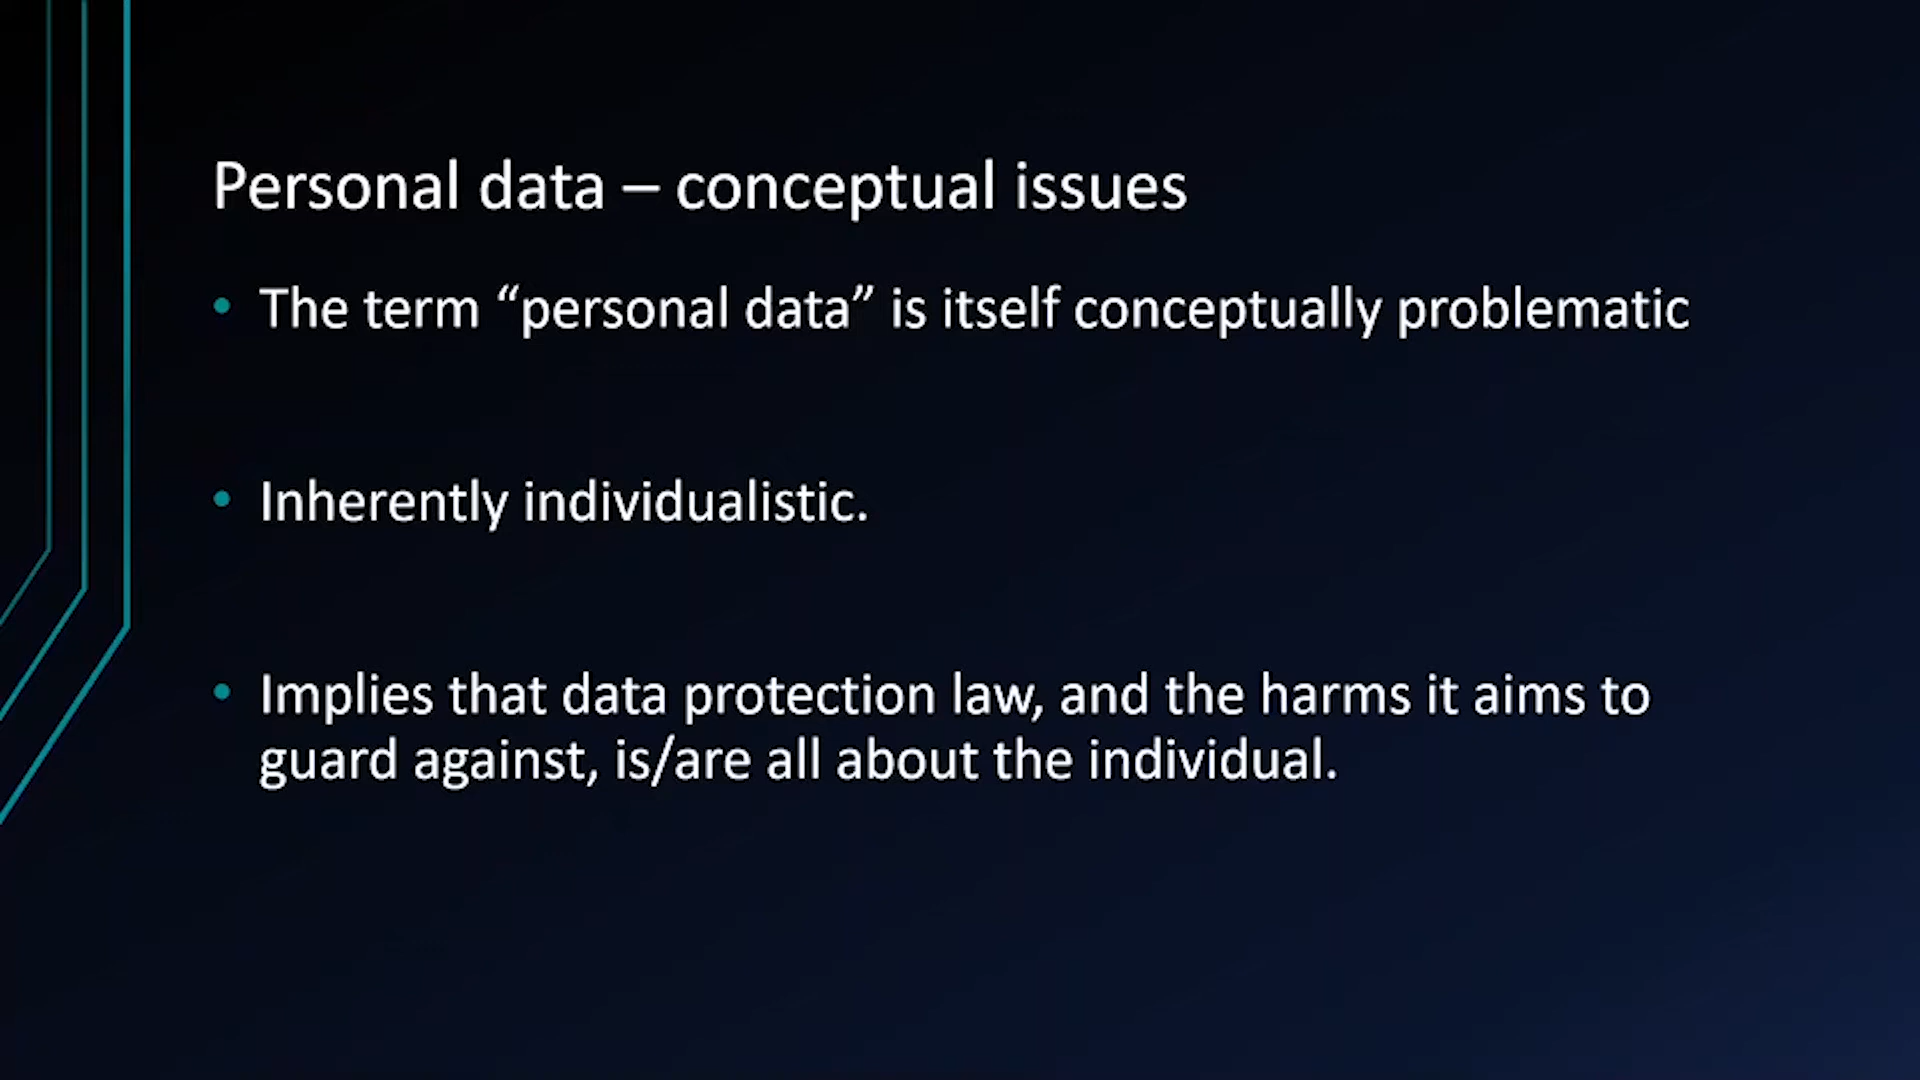 Personal data – conceptual issues
• The term “personal data” is itself conceptually problematic
• Inherently individualistic.
• Implies that data protection law, and the harms it aims to
guard against, is/are all about the individual.